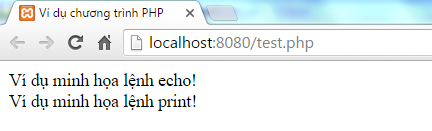 Ví dụ chương trình PHP
localhost:8080/test.php
Ví dụ minh họa lệnh echo!
Ví dụ minh họa lệnh print!